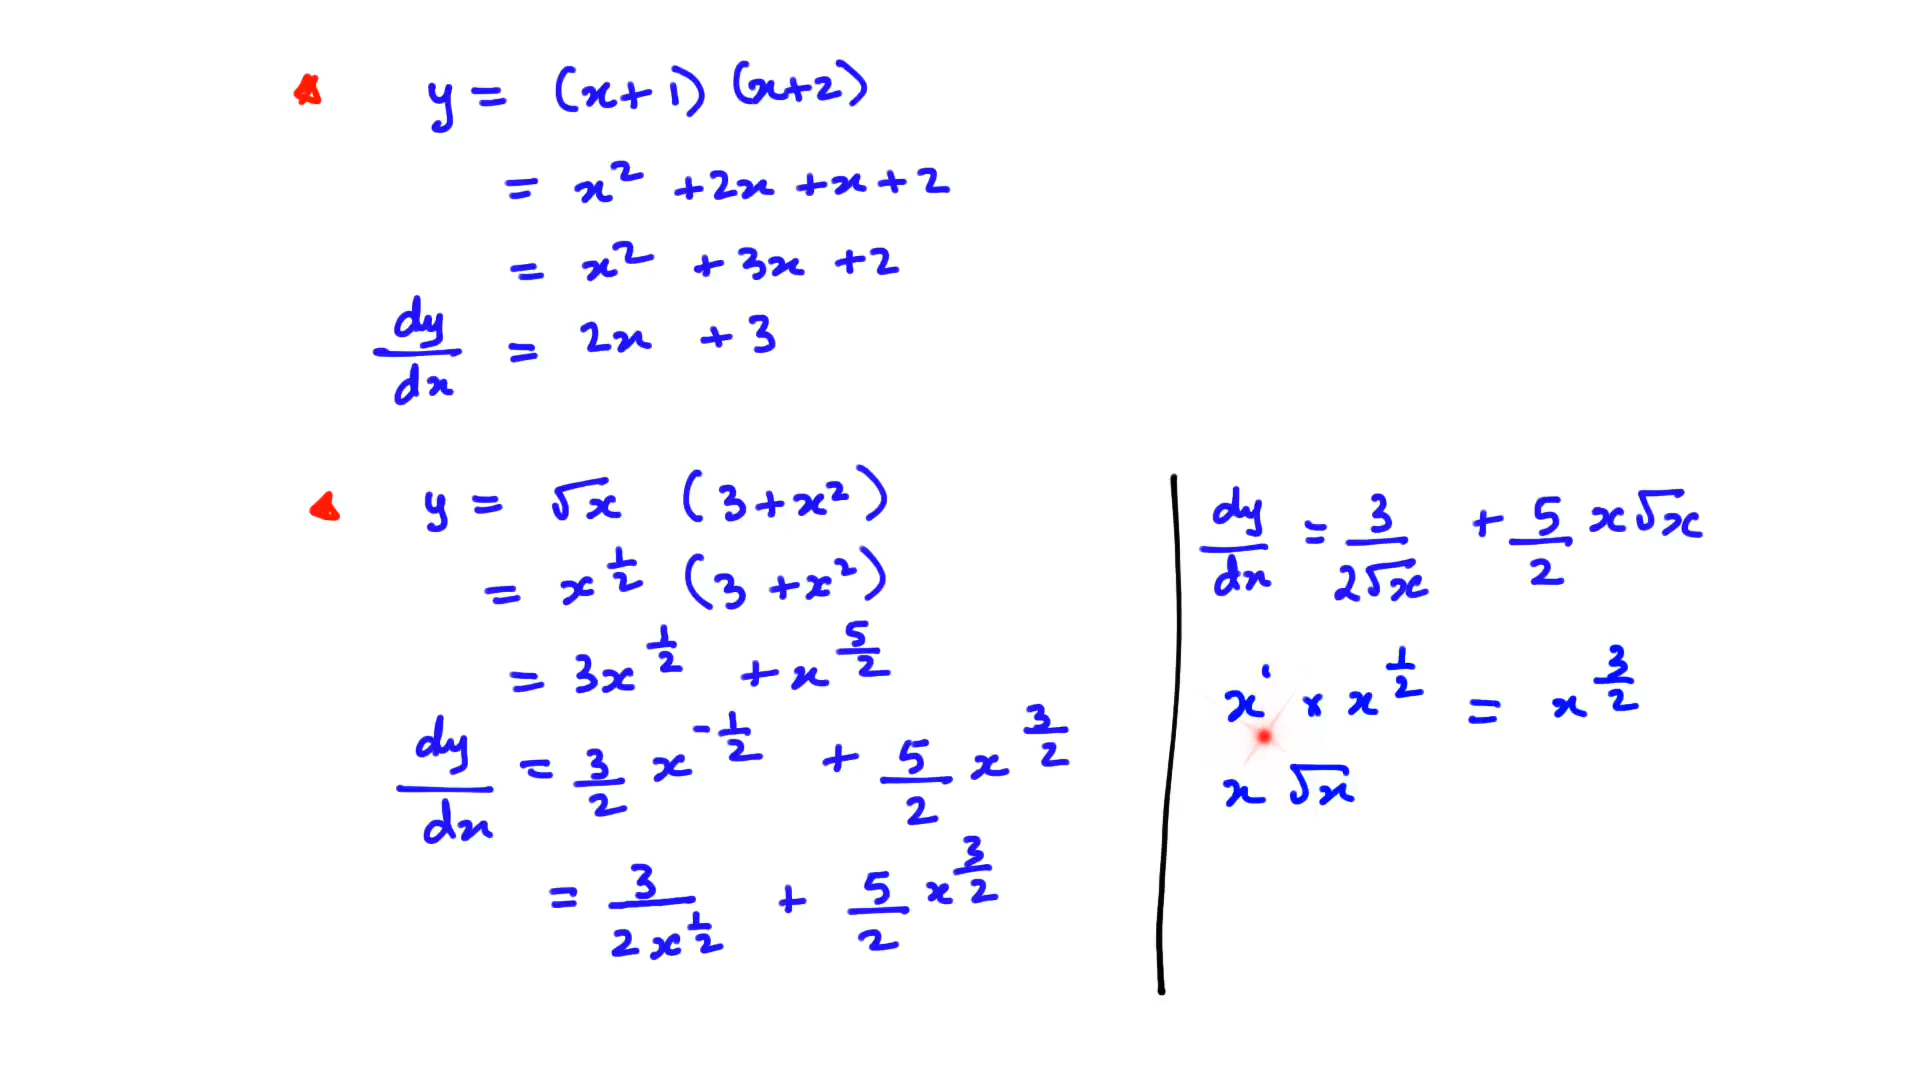 y = (x+1) (x+2)
= x² +2x +x +2
= x² +3x +2
dy/dx = 2x +3
y = √x (3+x²)
= x^(1/2) (3 +x²)
= 3x^(1/2) + x^(5/2)
dy/dx = 3/2 x^(-1/2) + 5/2 x^(3/2)
= 3/(2x^(1/2)) + 5/2 x^(3/2)
dy/dx = 3/(2√x) + 5/2 x√x
x¹ × x^(1/2) = x^(3/2)
x √x